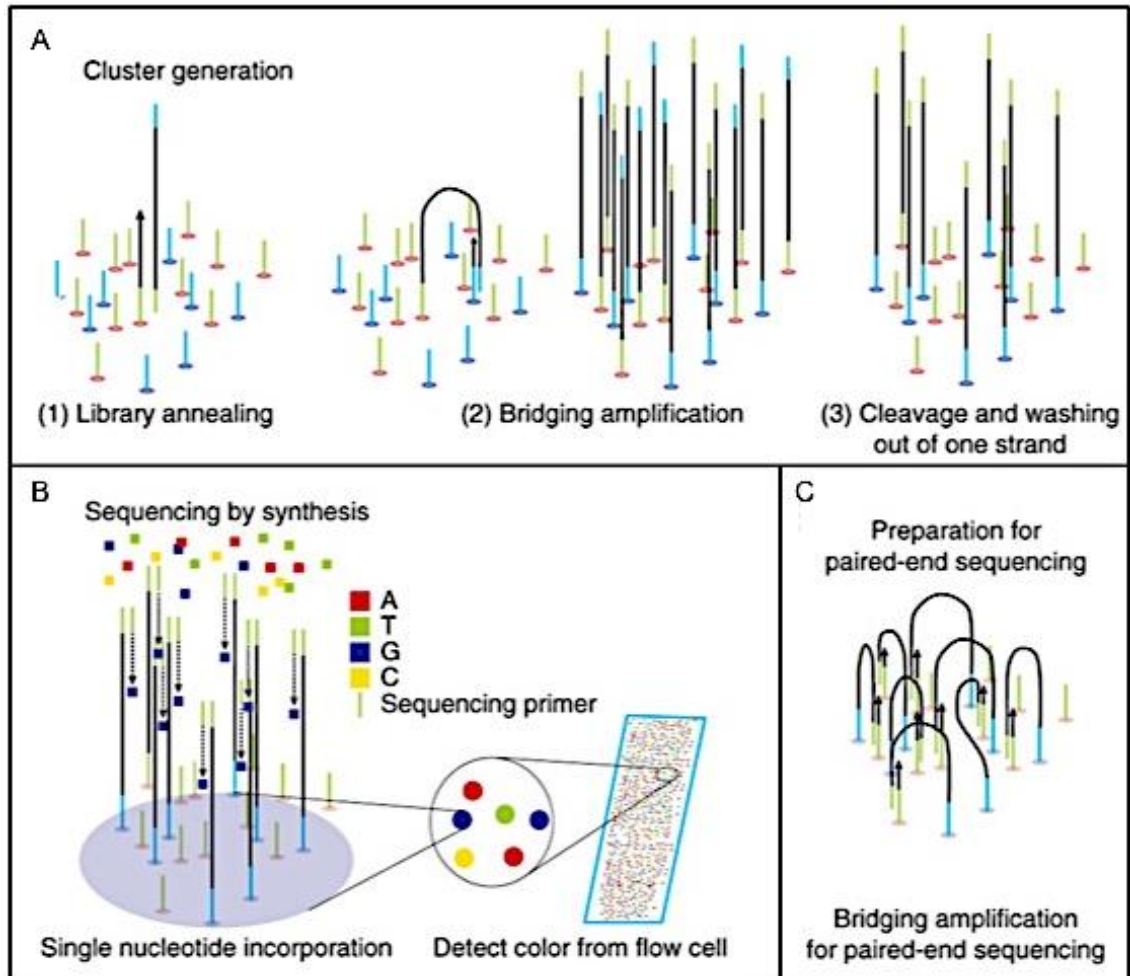 A
Cluster generation
(1) Library annealing
(2) Bridging amplification
(3) Cleavage and washing
out of one strand
B
Sequencing by synthesis
A
T
G
C
Sequencing primer
Single nucleotide incorporation
Detect color from flow cell
C
Preparation for
paired-end sequencing
Bridging amplification
for paired-end sequencing